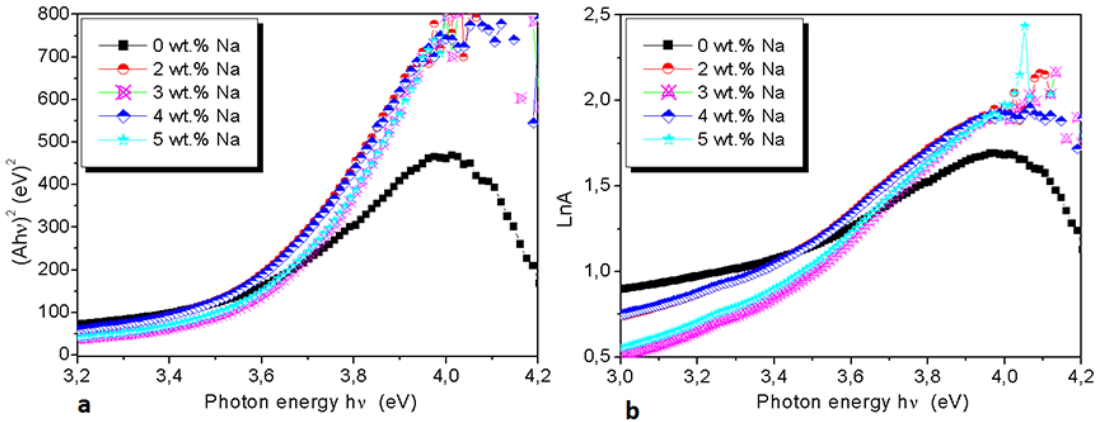 800
700
600
500
400
300
200
100
0
(Ahν)² (eV)²
0 wt.% Na
2 wt.% Na
3 wt.% Na
4 wt.% Na
5 wt.% Na
3,2 3,4 3,6 3,8 4,0 4,2
a Photon energy hν (eV)
2,5
2,0
1,5
1,0
0,5
LnA
0 wt.% Na
2 wt.% Na
3 wt.% Na
4 wt.% Na
5 wt.% Na
3,0 3,2 3,4 3,6 3,8 4,0 4,2
b Photon energy hν (eV)